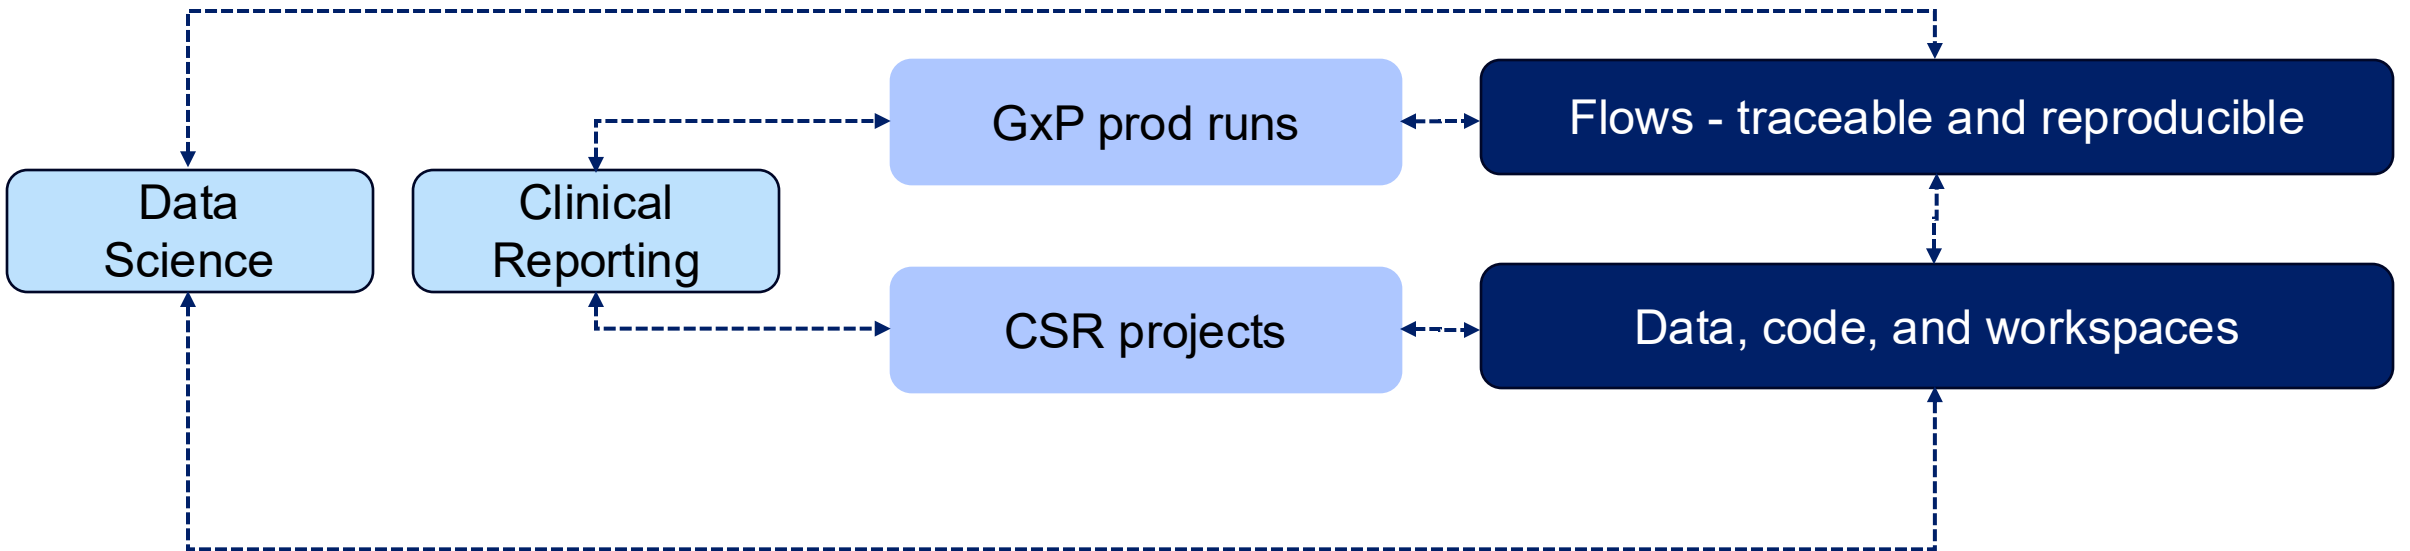 GxP prod runs
Flows - traceable and reproducible
Data
Science
Clinical
Reporting
CSR projects
Data, code, and workspaces